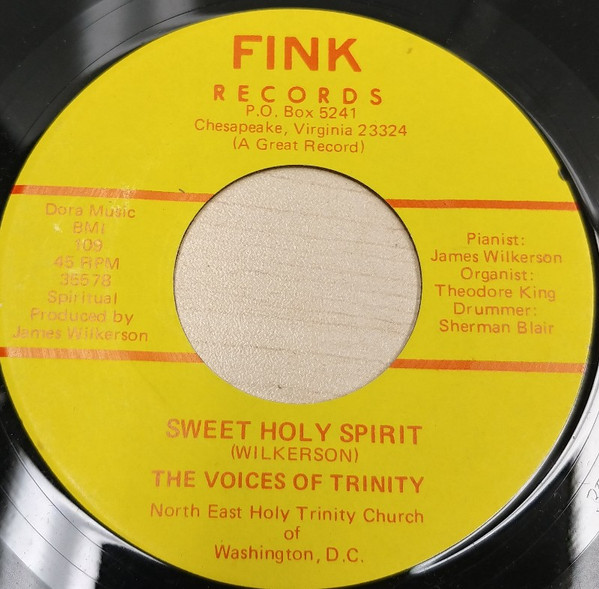 FINK
RECORDS
P.O. Box 5241
Chesapeake, Virginia 23324
(A Great Record)
Dora Music
BMI
109
45 RPM
36578
Spiritual
Produced by
James Wilkerson
Pianist:
James Wilkerson
Organist:
Theodore King
Drummer:
Sherman Blair
SWEET HOLY SPIRIT
(WILKERSON)
THE VOICES OF TRINITY
North East Holy Trinity Church
of
Washington, D.C.